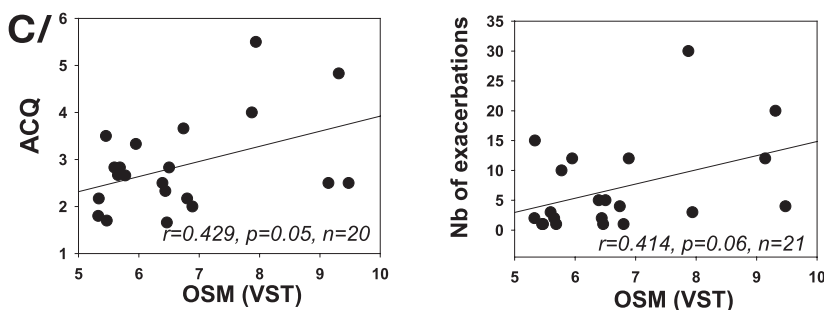 C/
ACQ
6
5
4
3
2
1
r=0.429, p=0.05, n=20
5 6 7 8 9 10
OSM (VST)
Nb of exacerbations
35
30
25
20
15
10
5
0
r=0.414, p=0.06, n=21
5 6 7 8 9 10
OSM (VST)